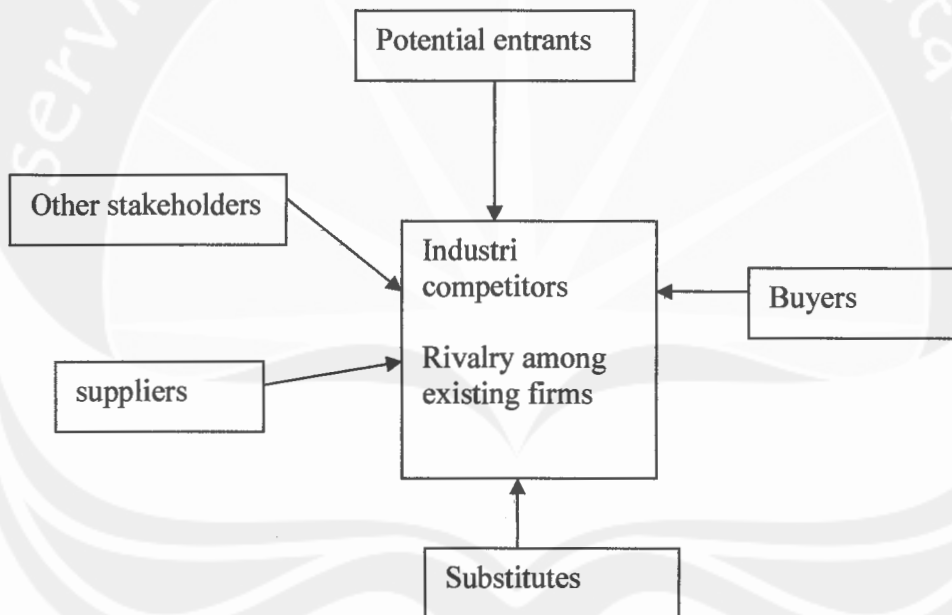 Potential entrants
Other stakeholders
Industri
competitors
Rivalry among
existing firms
Buyers
suppliers
Substitutes